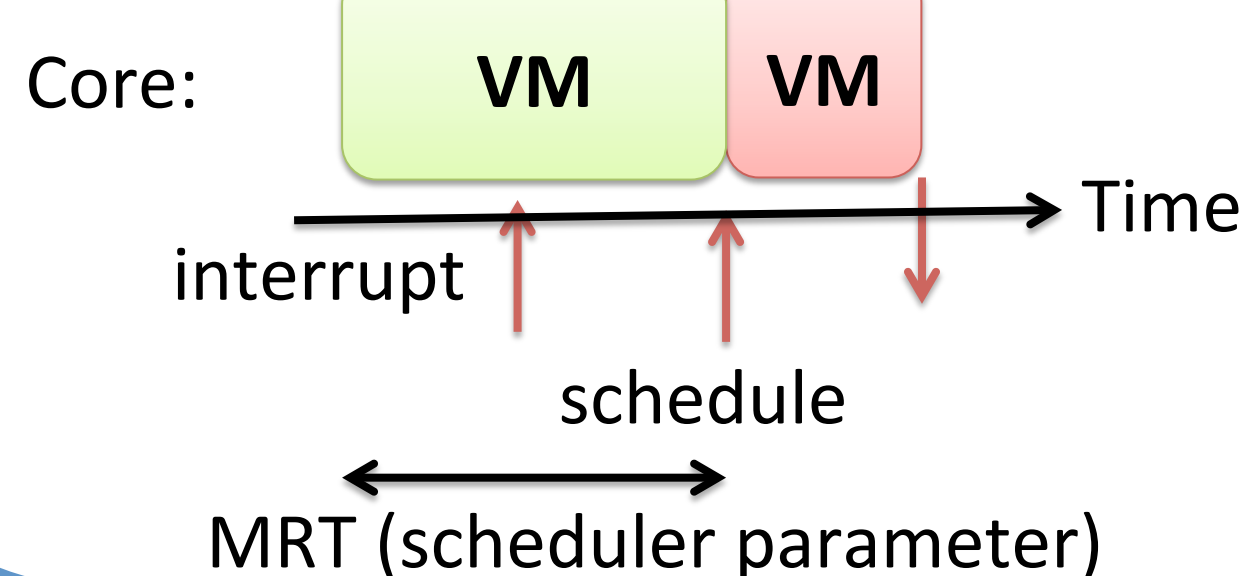 Core:
VM
VM
Time
interrupt
schedule
MRT (scheduler parameter)